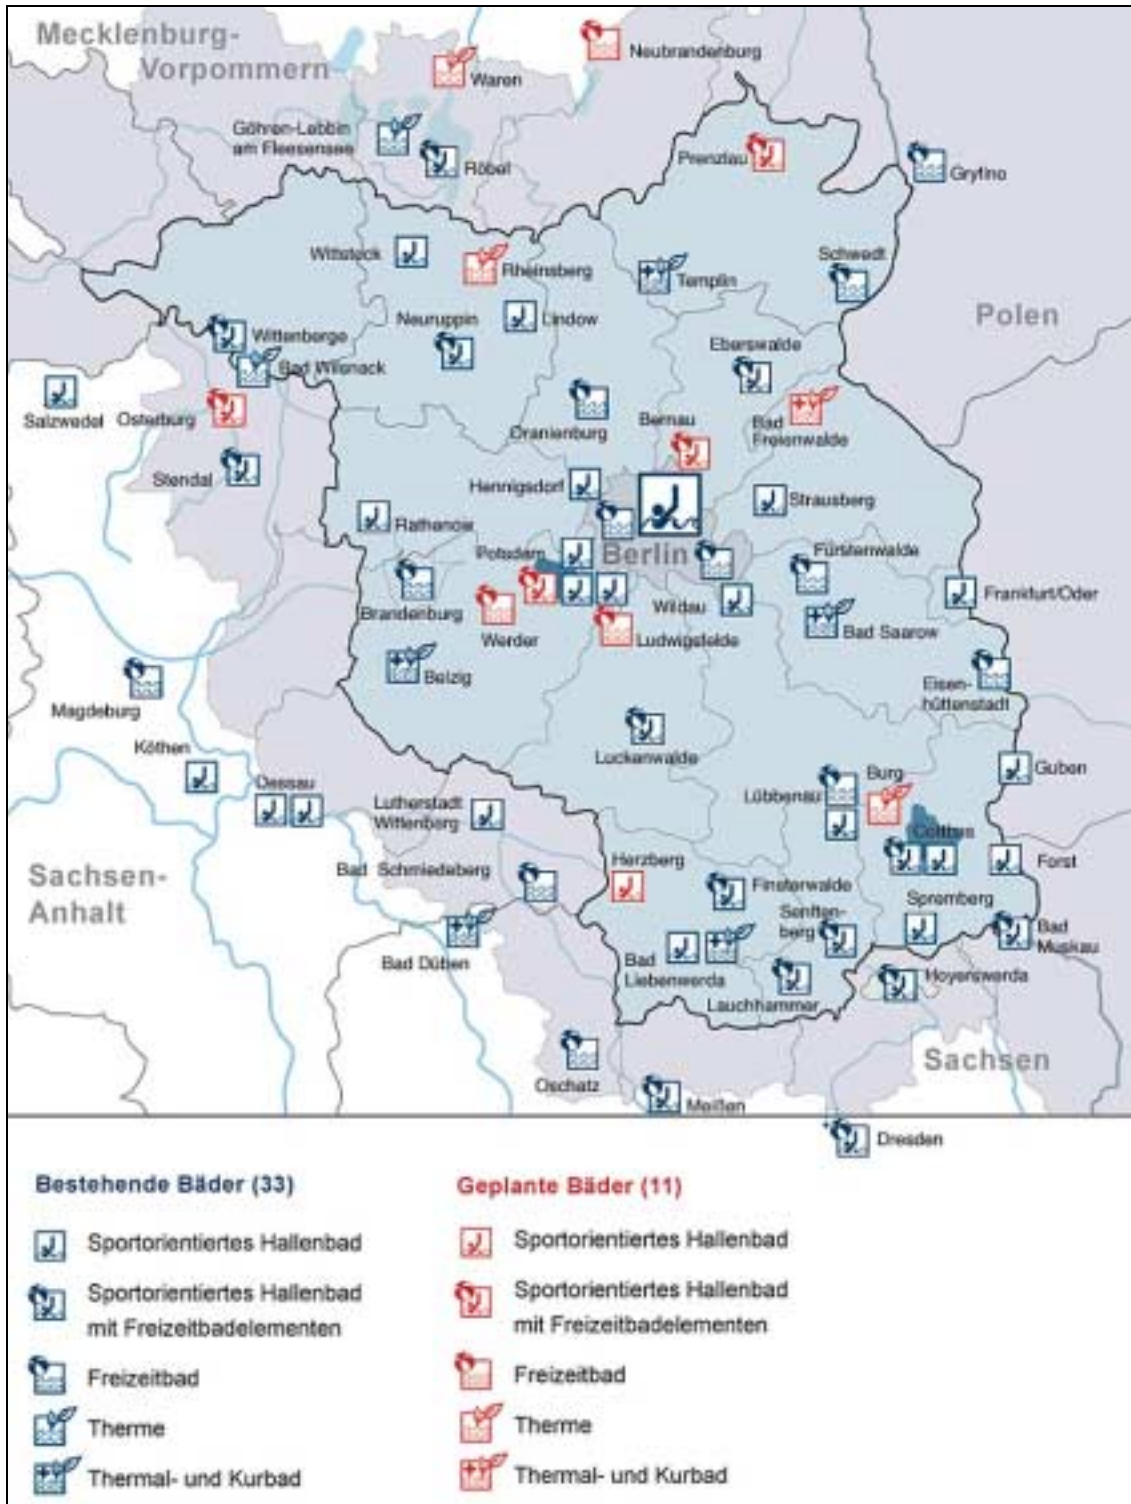 Mecklenburg-
Vorpommern
Neubrandenburg
Waren
Göhren-Lebbin
am Fleesensee
Röbel
Prenzlau
Gryfino
Wittstock
Rheinsberg
Templin
Schwedt
Polen
Neuruppin
Lindow
Wittenberge
Bad Wilsnack
Eberswalde
Salzwedel
Osterburg
Oranienburg
Bernau
Bad
Freienwalde
Stendal
Hennigsdorf
Strausberg
Rathenow
Potsdam
Berlin
Fürstenwalde
Brandenburg
Werder
Wildau
Frankfurt/Oder
Ludwigsfelde
Bad Saarow
Belzig
Eisen-
hüttenstadt
Magdeburg
Köthen
Luckenwalde
Guben
Dessau
Lübbenau
Burg
Lutherstadt
Wittenberg
Cottbus
Sachsen-
Anhalt
Bad Schmiedeberg
Herzberg
Forst
Finsterwalde
Spremberg
Senften-
berg
Bad
Muskau
Bad Düben
Bad
Liebenwerda
Hoyerswerda
Lauchhammer
Sachsen
Oschatz
Meißen
Dresden
Bestehende Bäder (33)
Sportorientiertes Hallenbad
Sportorientiertes Hallenbad
mit Freizeitbadelementen
Freizeitbad
Therme
Thermal- und Kurbad
Geplante Bäder (11)
Sportorientiertes Hallenbad
Sportorientiertes Hallenbad
mit Freizeitbadelementen
Freizeitbad
Therme
Thermal- und Kurbad